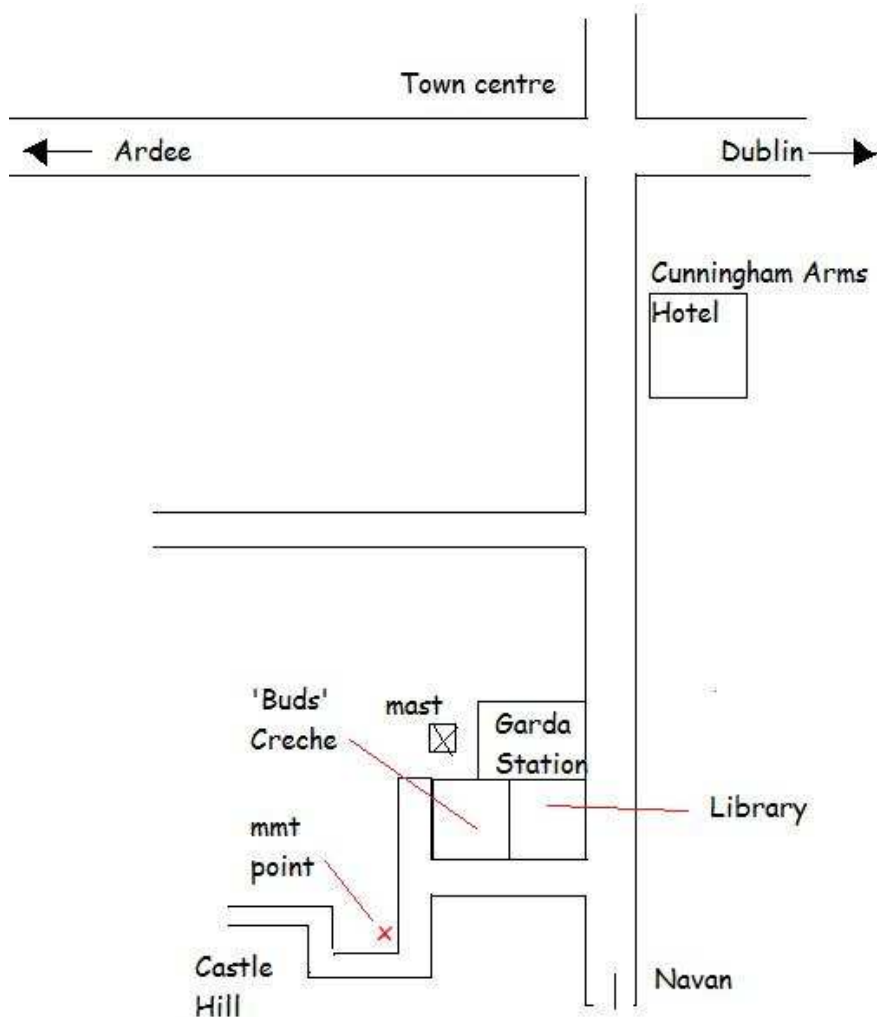 Town centre
Ardee
Dublin
Cunningham Arms
Hotel
'Buds'
Creche
mast
Garda
Station
Library
mmt
point
Castle
Hill
Navan